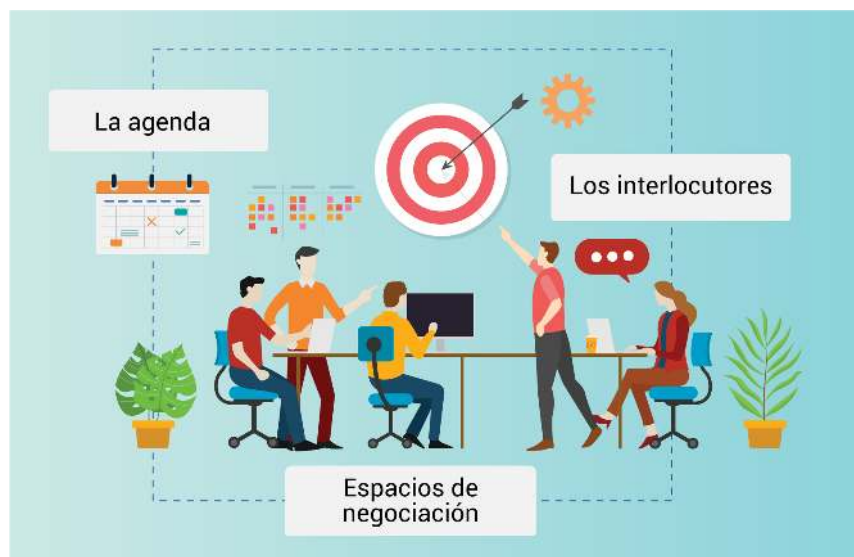 La agenda
Los interlocutores
Espacios de
negociación